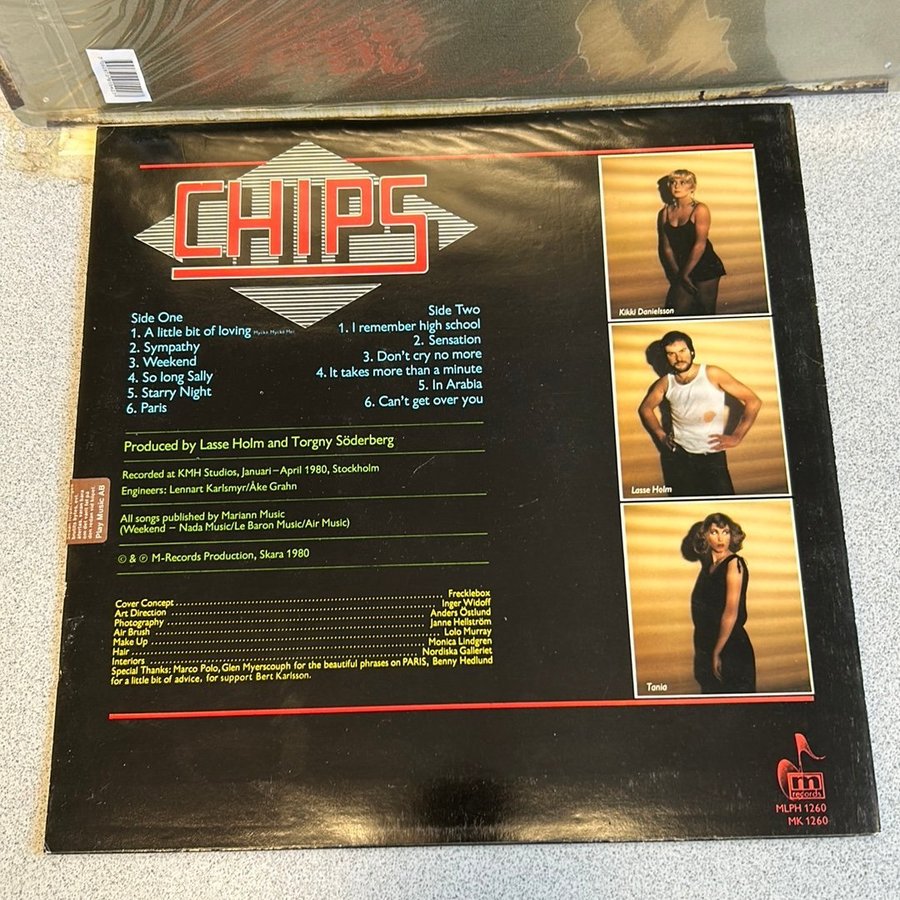 CHIPS
Side One
1. A little bit of loving (Mycke' Mycke' Mer)
2. Sympathy
3. Weekend
4. So long Sally
5. Starry Night
6. Paris
Side Two
1. I remember high school
2. Sensation
3. Don't cry no more
4. It takes more than a minute
5. In Arabia
6. Can't get over you
Produced by Lasse Holm and Torgny Söderberg
Recorded at KMH Studios, Januari–April 1980, Stockholm
Engineers: Lennart Karlsmyr/Åke Grahn
All songs published by Mariann Music
(Weekend – Nada Music/Le Baron Music/Air Music)
© & ℗ M-Records Production, Skara 1980
Cover Concept Frecklebox
Art Direction Inger Widoff
Photography Anders Östlund
Air Brush Janne Hellström
Make Up Lolo Murray
Hair Monica Lindgren
Interiors Nordiska Galleriet
Special Thanks: Marco Polo, Glen Myerscouph for the beautiful phrases on PARIS, Benny Hedlund
for a little bit of advice, for support Bert Karlsson.
Kikki Danielsson
Lasse Holm
Tania
Play Music AB
m
records
MLPH 1260
MK 1260